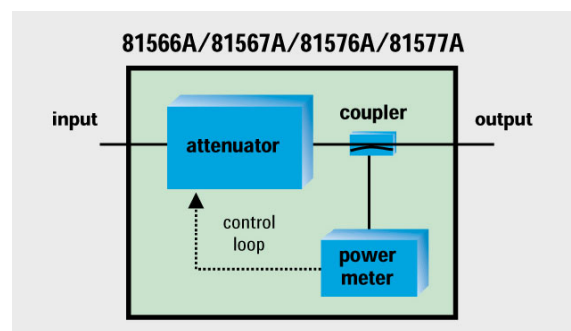 81566A/81567A/81576A/81577A
input
attenuator
coupler
output
control
loop
power
meter